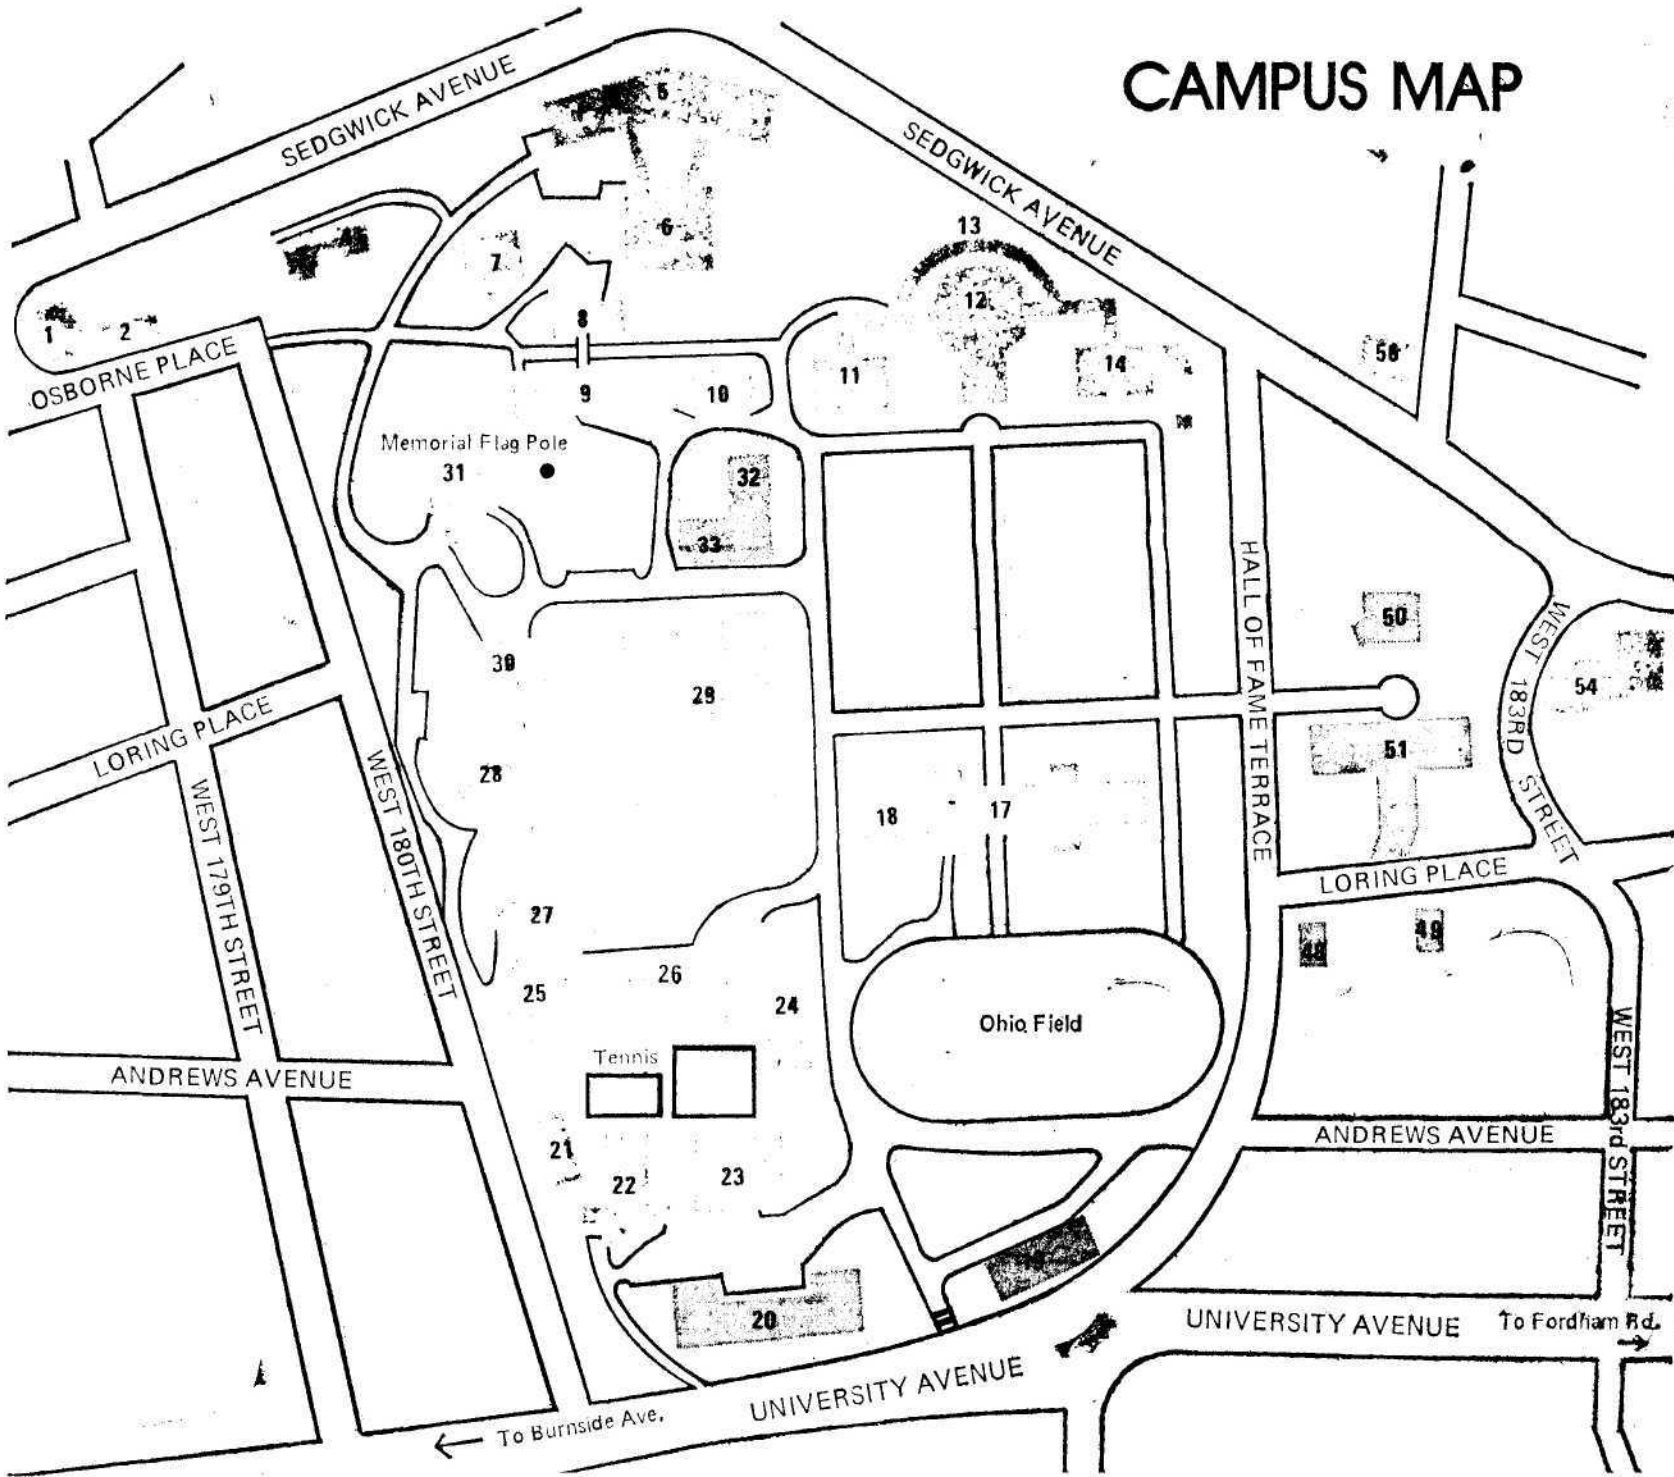 CAMPUS MAP
SEDGWICK AVENUE
SEDGWICK AVENUE
5
6
7
8
13
12
1
2
OSBORNE PLACE
9
10
11
14
56
Memorial Flag Pole
31
32
33
HALL OF FAME TERRACE
50
WEST 183RD STREET
54
51
30
29
28
LORING PLACE
WEST 179TH STREET
WEST 180TH STREET
18
17
LORING PLACE
27
48
49
26
25
24
Ohio Field
Tennis
ANDREWS AVENUE
ANDREWS AVENUE
WEST 183rd STREET
21
22
23
20
UNIVERSITY AVENUE
To Fordham Rd.
UNIVERSITY AVENUE
To Burnside Ave.